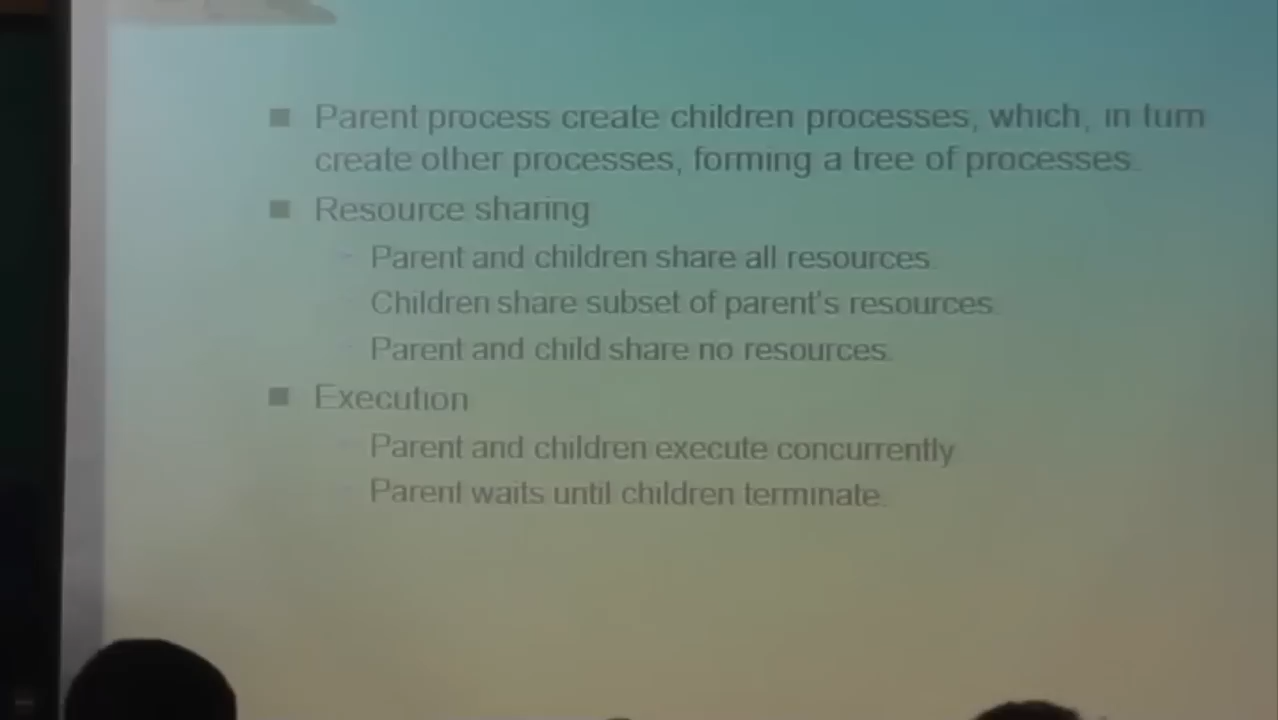 ■ Parent process create children processes, which, in turn
create other processes, forming a tree of processes.
■ Resource sharing
- Parent and children share all resources.
Children share subset of parent's resources.
- Parent and child share no resources.
■ Execution
- Parent and children execute concurrently.
Parent waits until children terminate.